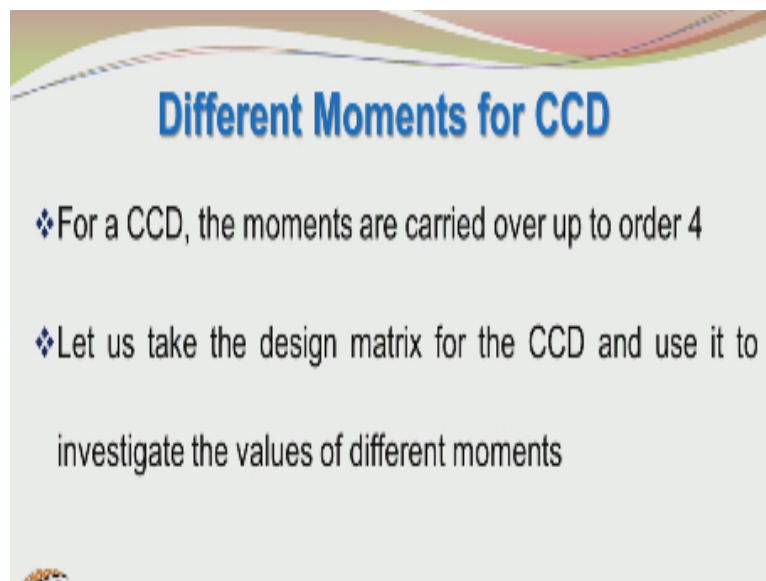 Different Moments for CCD
❖For a CCD, the moments are carried over up to order 4
❖Let us take the design matrix for the CCD and use it to
investigate the values of different moments